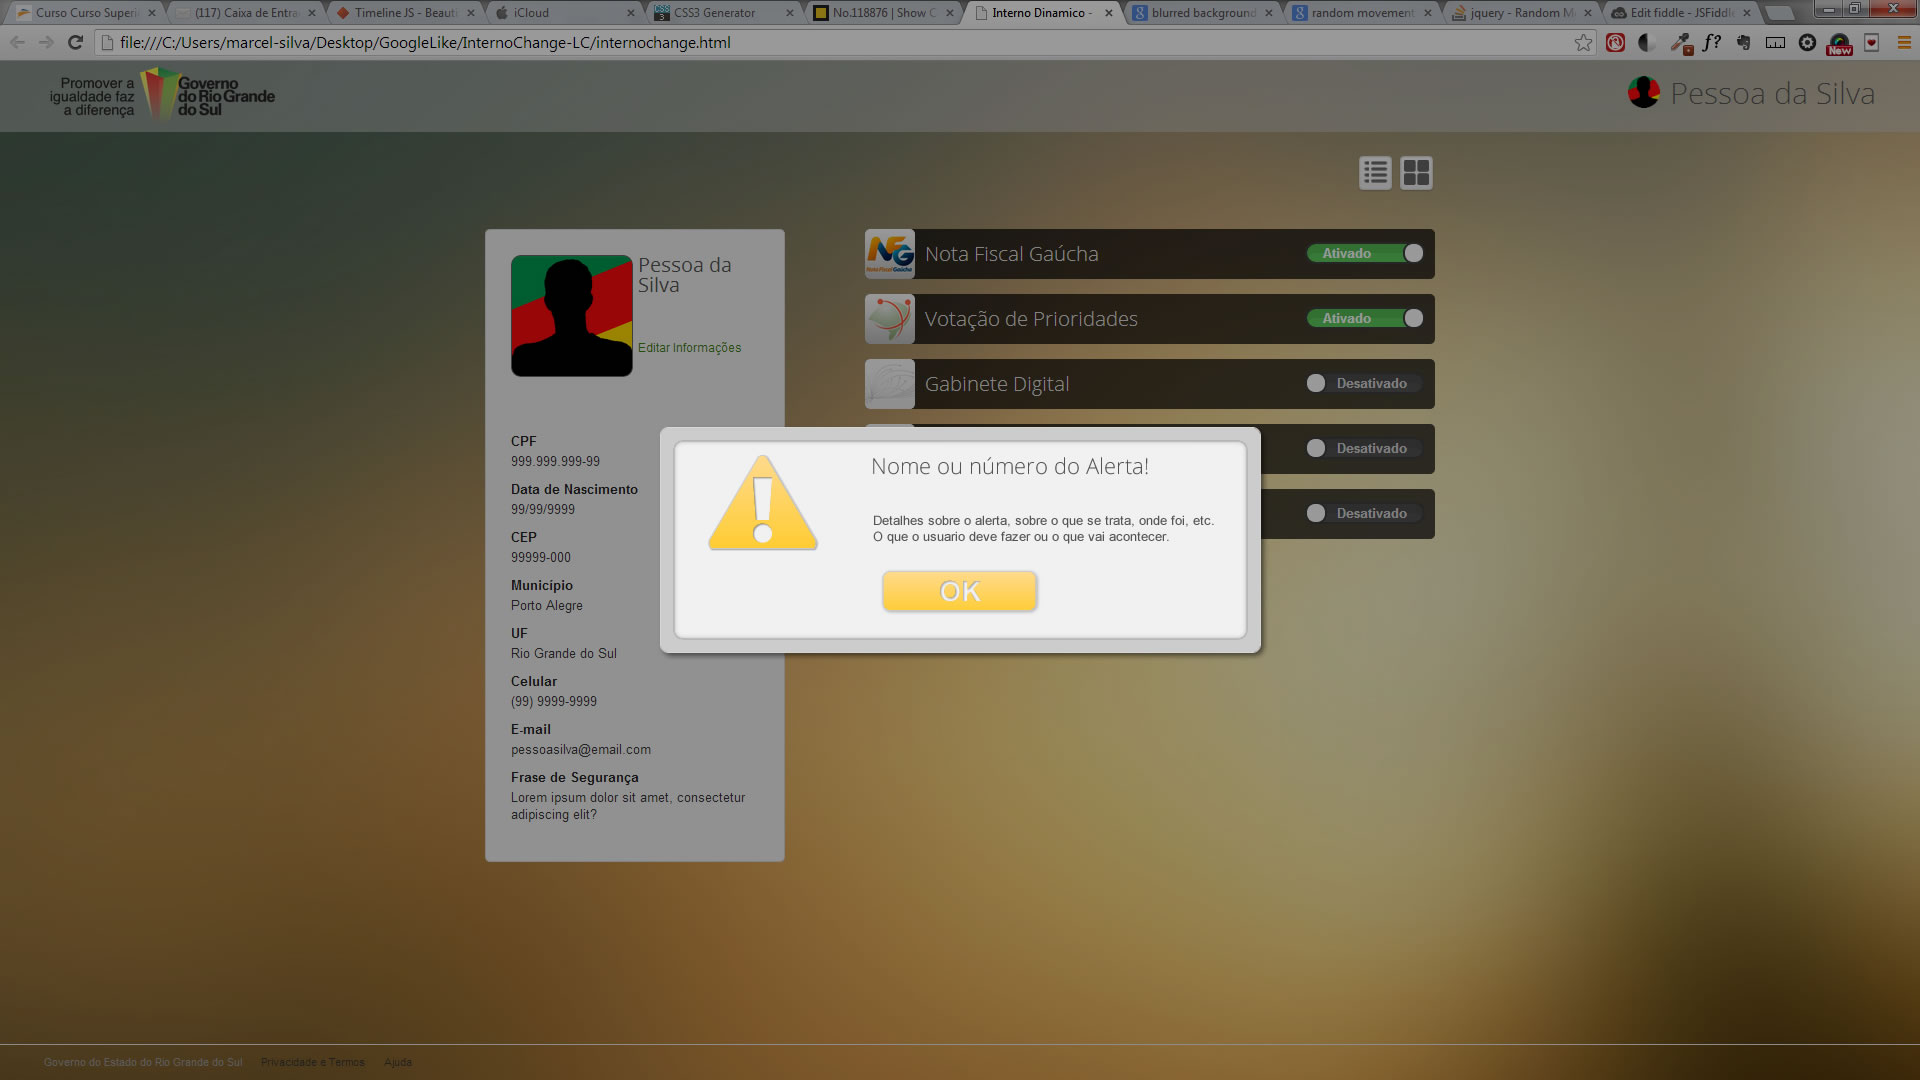 Curso Curso Superi
(117) Caixa de Entra
Timeline JS - Beauti
iCloud
CSS3 Generator
No.118876 | Show C
Interno Dinamico -
blurred background
random movement
jquery - Random M
Edit fiddle - JSFiddle
file:///C:/Users/marcel-silva/Desktop/GoogleLike/InternoChange-LC/internochange.html
f?
New
Promover a
igualdade faz
a diferença
Governo
do Rio Grande
do Sul
Pessoa da Silva
Pessoa da
Silva
Editar Informações
CPF
999.999.999-99
Data de Nascimento
99/99/9999
CEP
99999-000
Municipio
Porto Alegre
UF
Rio Grande do Sul
Celular
(99) 9999-9999
E-mail
pessoasilva@email.com
Frase de Segurança
Lorem ipsum dolor sit amet, consectetur
adipiscing elit?
NFG
Nota Fiscal Gaúcha
Nota Fiscal Gaúcha
Ativado
Votação de Prioridades
Ativado
Gabinete Digital
Desativado
Desativado
Desativado
Nome ou número do Alerta!
Detalhes sobre o alerta, sobre o que se trata, onde foi, etc.
O que o usuario deve fazer ou o que vai acontecer.
OK
Governo do Estado do Rio Grande do Sul
Privacidade e Termos
Ajuda